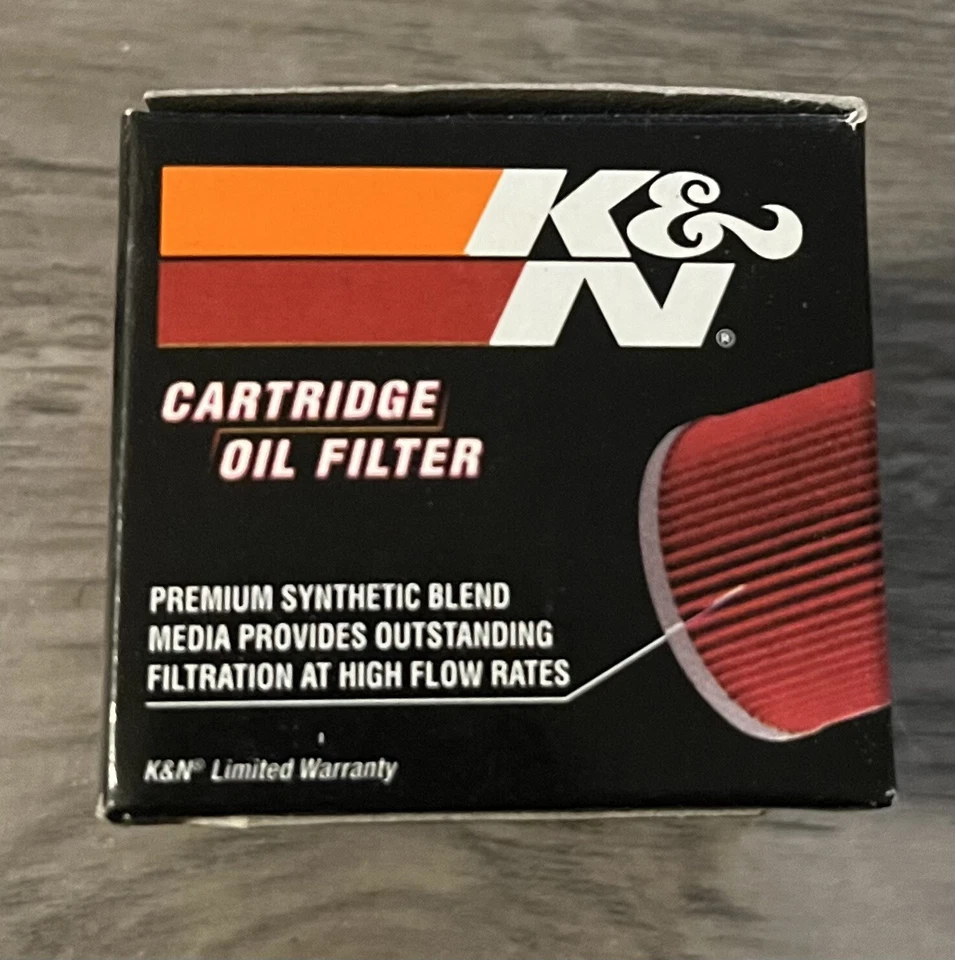 K&
N®
CARTRIDGE
OIL FILTER
PREMIUM SYNTHETIC BLEND
MEDIA PROVIDES OUTSTANDING
FILTRATION AT HIGH FLOW RATES
K&N® Limited Warranty